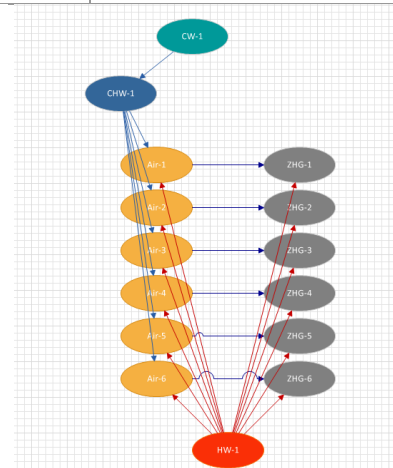 CW-1
CHW-1
Air-1 ZHG-1
Air-2 ZHG-2
Air-3 ZHG-3
Air-4 ZHG-4
Air-5 ZHG-5
Air-6 ZHG-6
HW-1